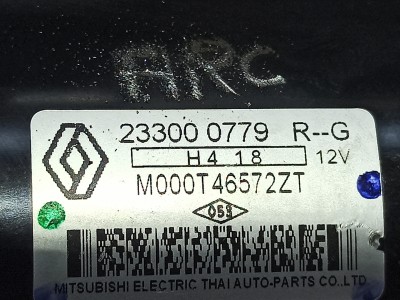 ARC
23300 0779 R--G
H4 18 12V
M000T46572ZT
053
MITSUBISHI ELECTRIC THAI AUTO-PARTS CO.,LTD.